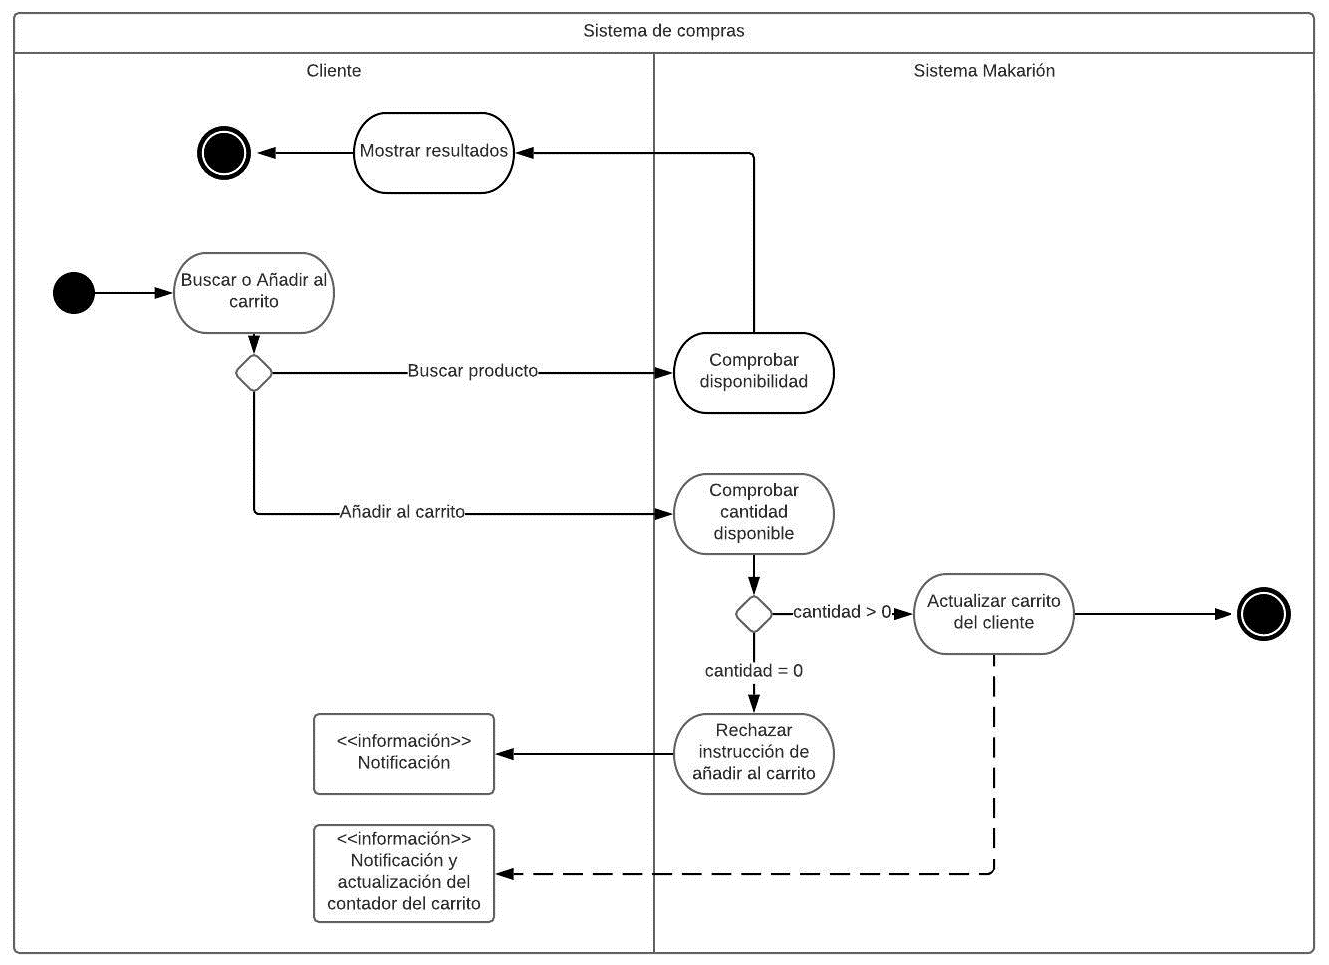 Sistema de compras
Cliente
Sistema Makarión
Mostrar resultados
Buscar o Añadir al
carrito
Buscar producto
Comprobar
disponibilidad
Añadir al carrito
Comprobar
cantidad
disponible
cantidad > 0
Actualizar carrito
del cliente
cantidad = 0
Rechazar
instrucción de
añadir al carrito
<<información>>
Notificación
<<información>>
Notificación y
actualización del
contador del carrito